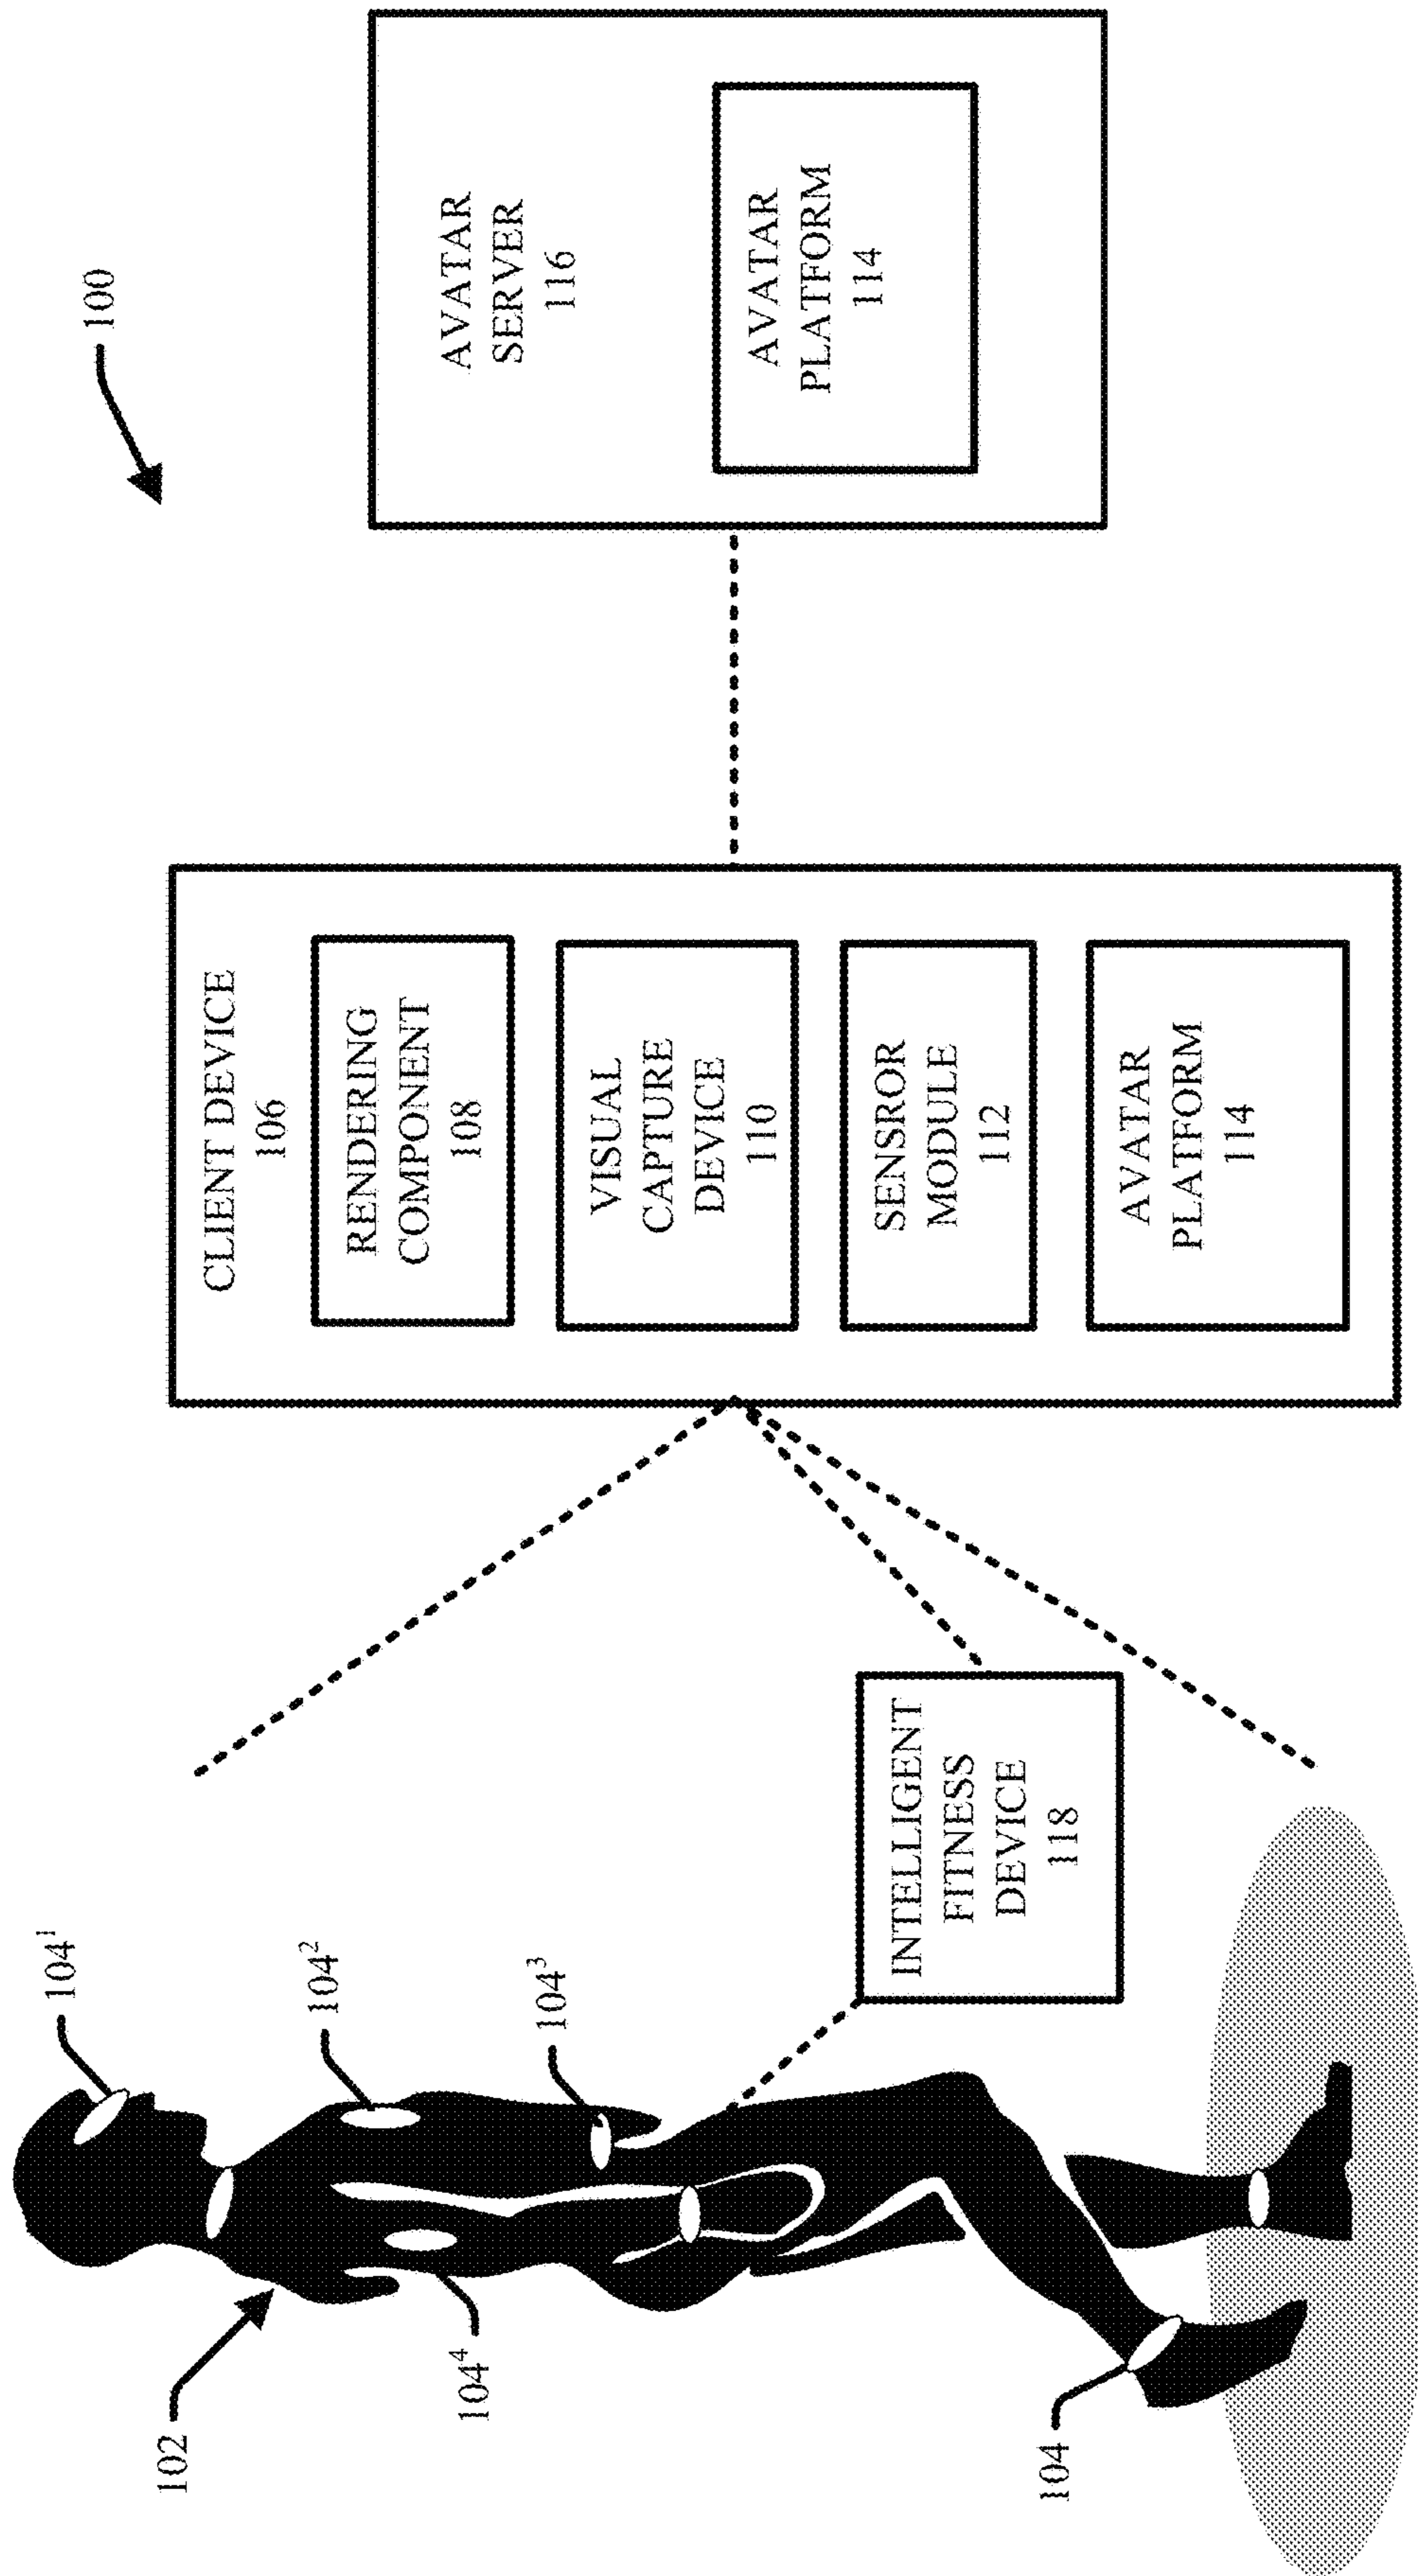 100
104¹
104²
104³
104⁴
102
104
INTELLIGENT
FITNESS
DEVICE
118
CLIENT DEVICE
106
RENDERING
COMPONENT
108
VISUAL
CAPTURE
DEVICE
110
SENSROR
MODULE
112
AVATAR
PLATFORM
114
AVATAR
SERVER
116
AVATAR
PLATFORM
114